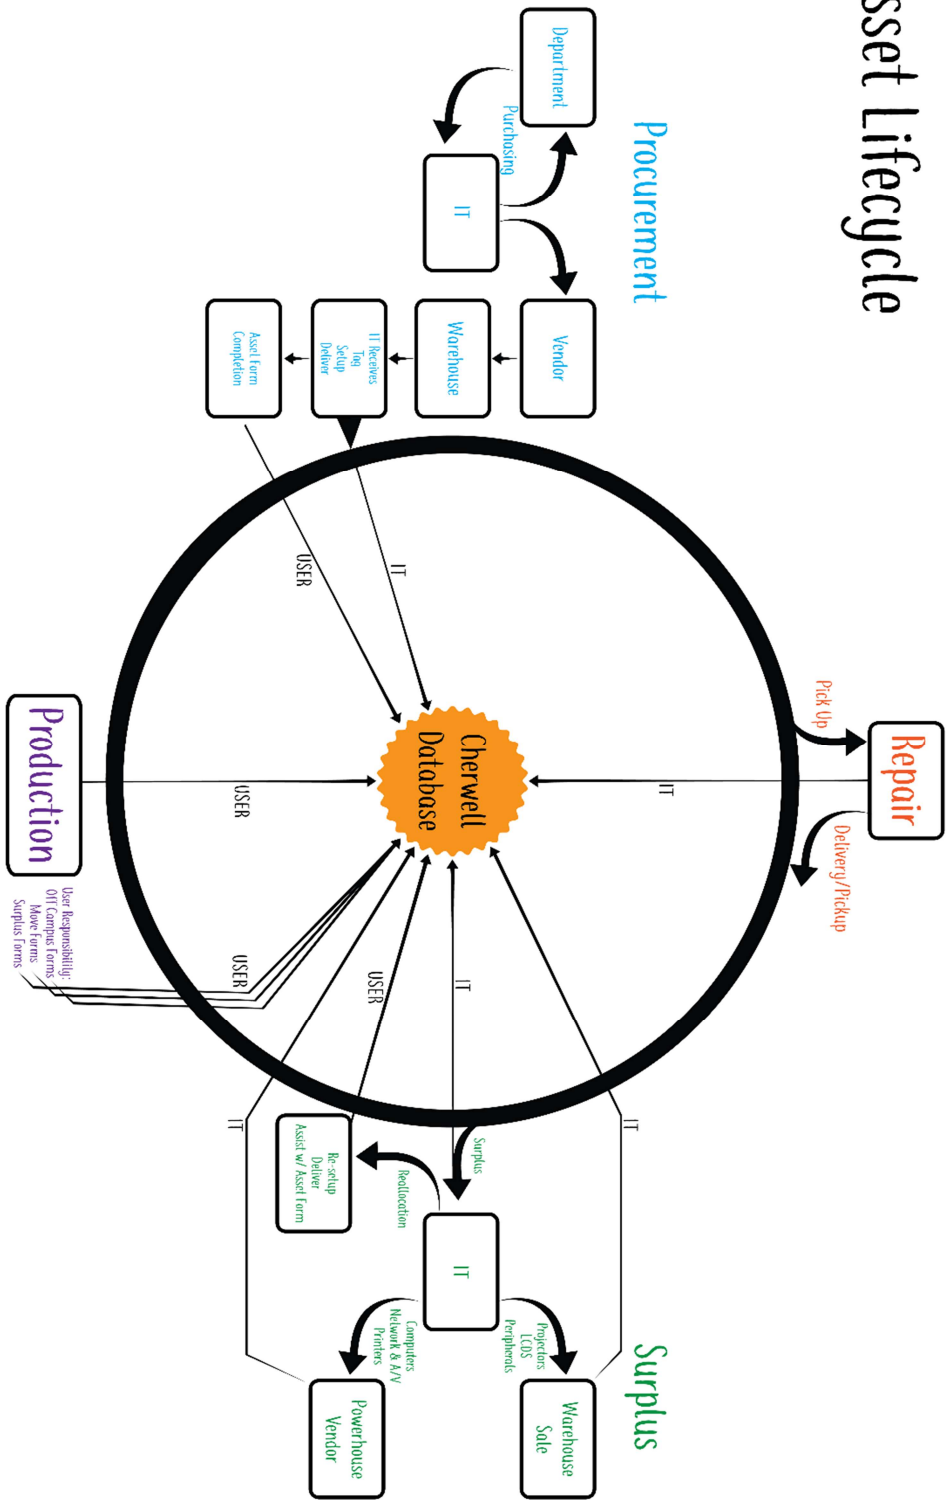 sset Lifecycle
Procurement
Department
Purchasing
IT
Vendor
Warehouse
IT Receives
Tag
Setup
Deliver
Asset Form
Completion
IT
USER
Cherwell
Database
Repair
Pick Up
Delivery/Pickup
IT
Production
USER
User Responsibility:
Off Campus Forms
Move Forms
Surplus Forms
USER
USER
IT
IT
IT
Surplus
Surplus
Reallocation
Re-setup
Deliver
Assist w/ Asset Form
IT
Projectors
LCDS
Peripherals
Warehouse
Sale
Computers
Network & A/V
Printers
Powerhouse
Vendor